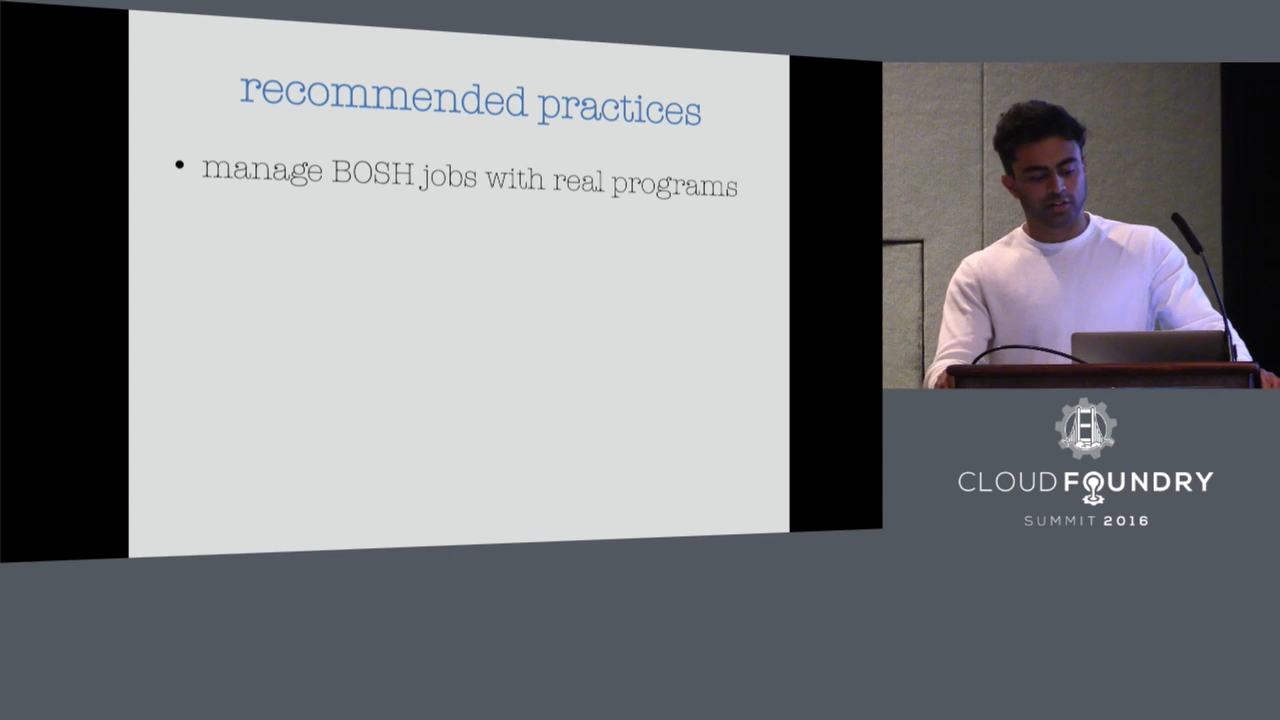 recommended practices
• manage BOSH jobs with real programs
CLOUD FOUNDRY
SUMMIT 2016